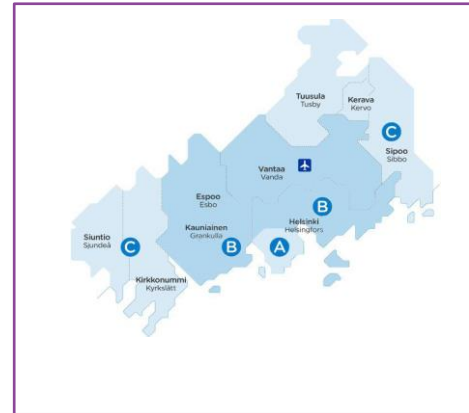 Tuusula
Tusby
Kerava
Kervo
C
Sipoo
Sibbo
Vantaa
Vanda
Espoo
Esbo
B
Helsinki
Helsingfors
Kauniainen
Grankulla
B
A
Siuntio
Sjundeå
C
Kirkkonummi
Kyrkslätt